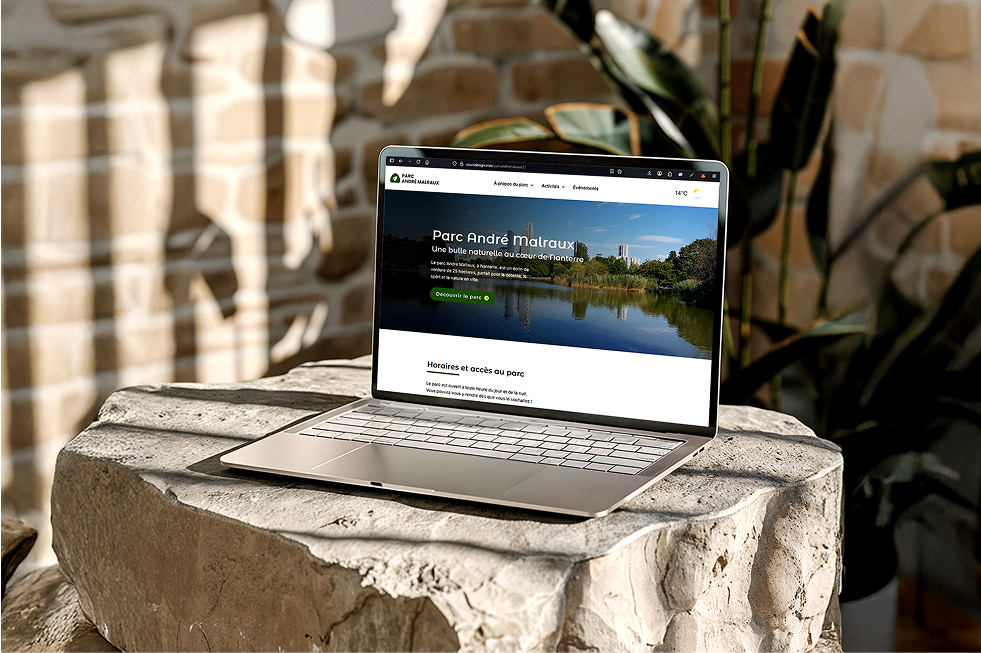 PARC
ANDRÉ MALRAUX
À propos du parc
Activités
Événements
14°C
Parc André Malraux
Une bulle naturelle au cœur de Nanterre
Le parc André Malraux, à Nanterre, est un écrin de
verdure de 25 hectares, parfait pour la détente, le
sport et la nature en ville.
Découvrir le parc
Horaires et accès au parc
Le parc est ouvert à toute heure du jour et de la nuit.
Vous pouvez vous y rendre dès que vous le souhaitez !